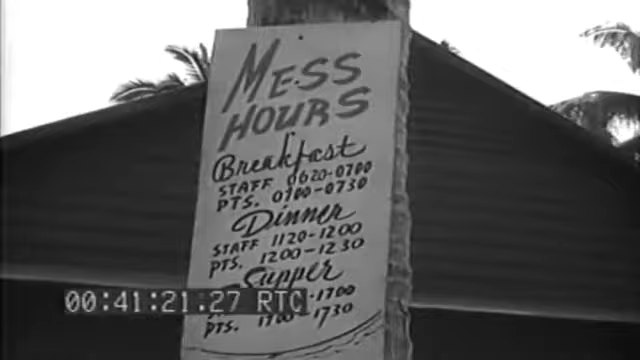 MESS
HOURS
Breakfast
STAFF 0620-0700
PTS. 0700-0730
Dinner
STAFF 1120-1200
PTS. 1200-1230
Supper
-1700
PTS. 1700-1730
00:41:21:27 RTC